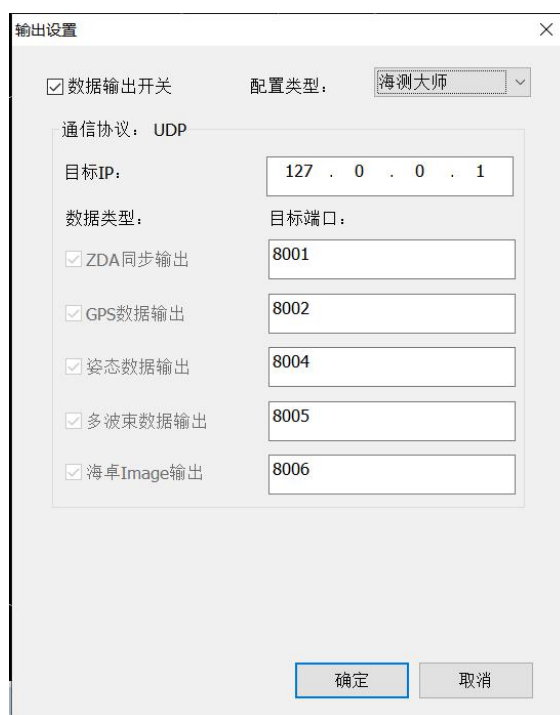 输出设置
数据输出开关 配置类型： 海测大师
通信协议： UDP
目标IP： 127 . 0 . 0 . 1
数据类型： 目标端口：
ZDA同步输出 8001
GPS数据输出 8002
姿态数据输出 8004
多波束数据输出 8005
海卓Image输出 8006
确定 取消